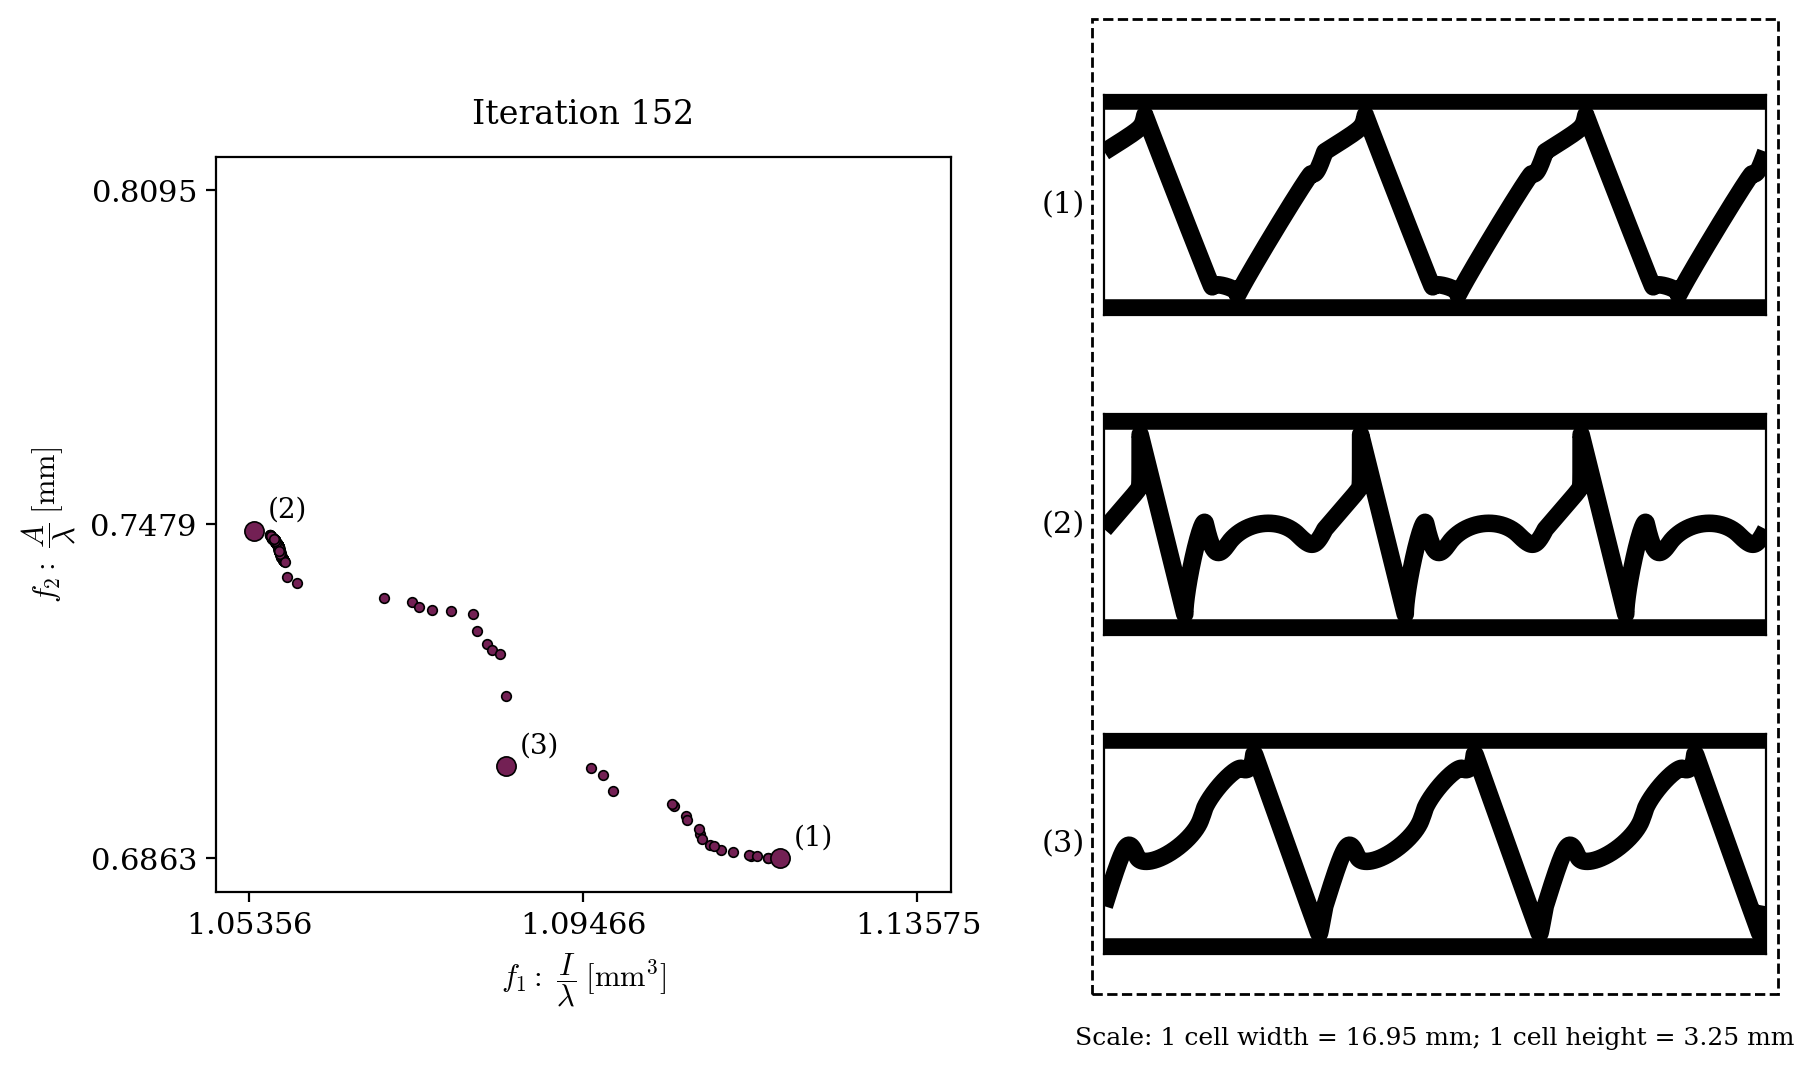 Iteration 152
0.8095
0.7479
0.6863
f₂ : A/λ [mm]
(2)
(3)
(1)
1.05356 1.09466 1.13575
f₁ : I/λ [mm³]
(1)
(2)
(3)
Scale: 1 cell width = 16.95 mm; 1 cell height = 3.25 mm